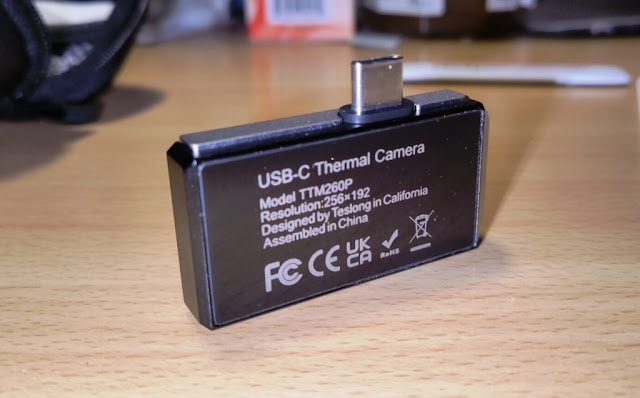 USB-C Thermal Camera
Model TTM260P
Resolution:256×192
Designed by Teslong in California
Assembled in China
FC CE UK CA RoHS